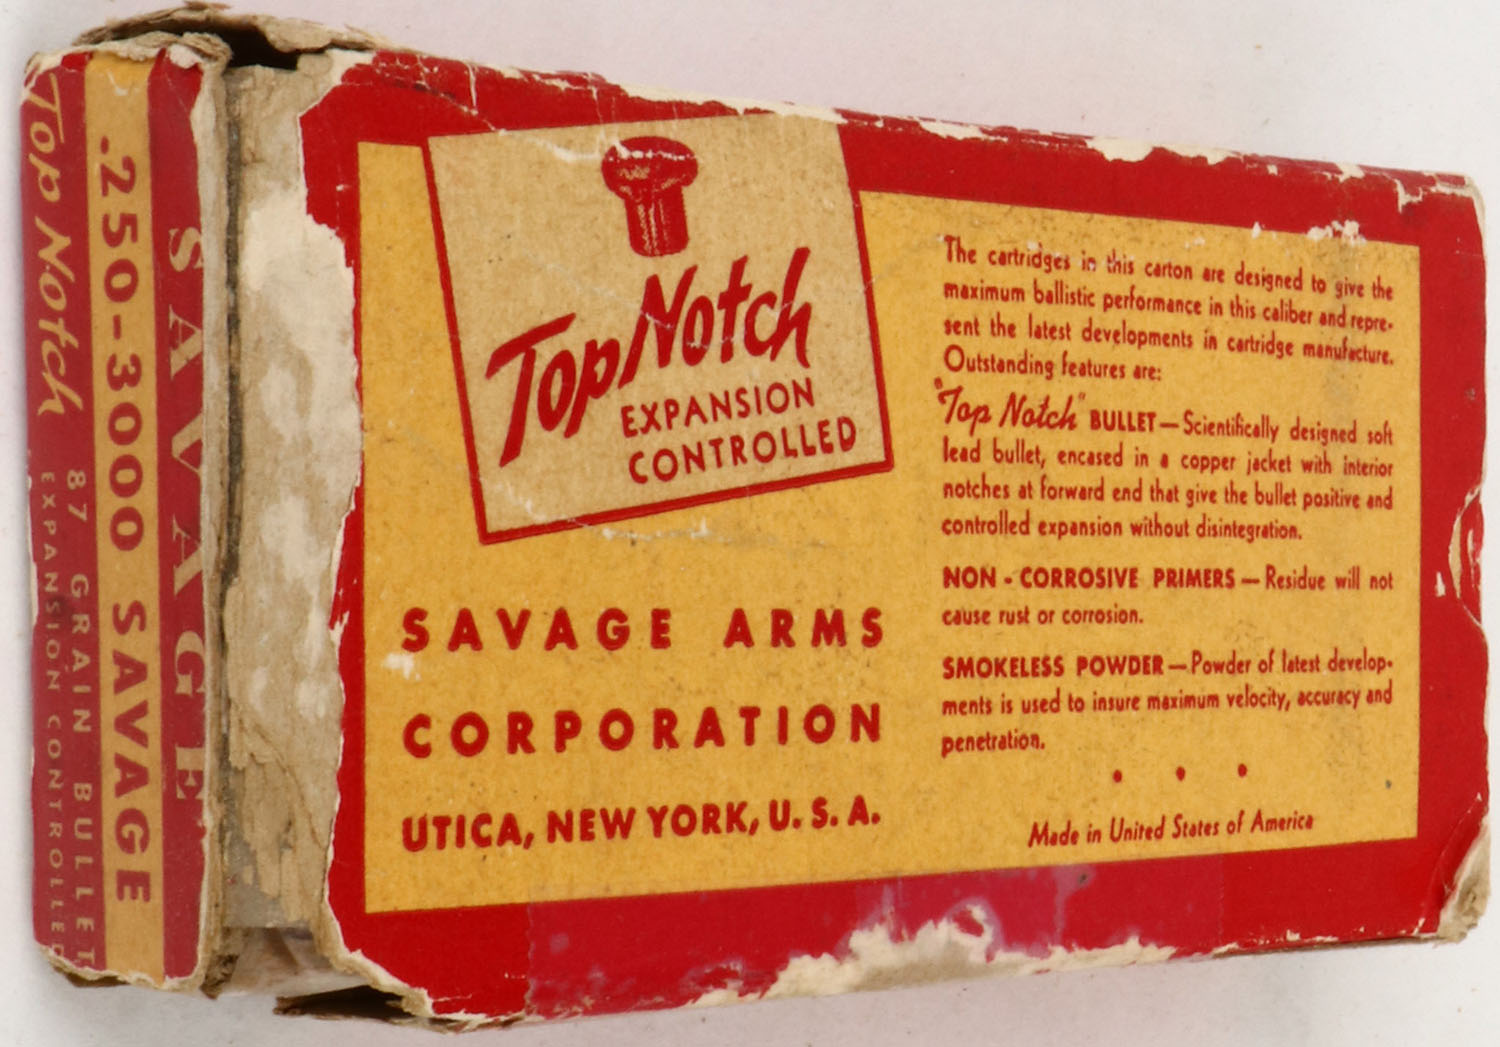 Top Notch
87 GRAIN BULLET
EXPANSION CONTROLLED
.250-3000 SAVAGE
SAVAGE
Top Notch
EXPANSION
CONTROLLED
SAVAGE ARMS
CORPORATION
UTICA, NEW YORK, U. S. A.
The cartridges in this carton are designed to give the
maximum ballistic performance in this caliber and repre-
sent the latest developments in cartridge manufacture.
Outstanding features are:
"Top Notch" BULLET—Scientifically designed soft
lead bullet, encased in a copper jacket with interior
notches at forward end that give the bullet positive and
controlled expansion without disintegration.
NON - CORROSIVE PRIMERS — Residue will not
cause rust or corrosion.
SMOKELESS POWDER—Powder of latest develop-
ments is used to insure maximum velocity, accuracy and
penetration.
• • •
Made in United States of America